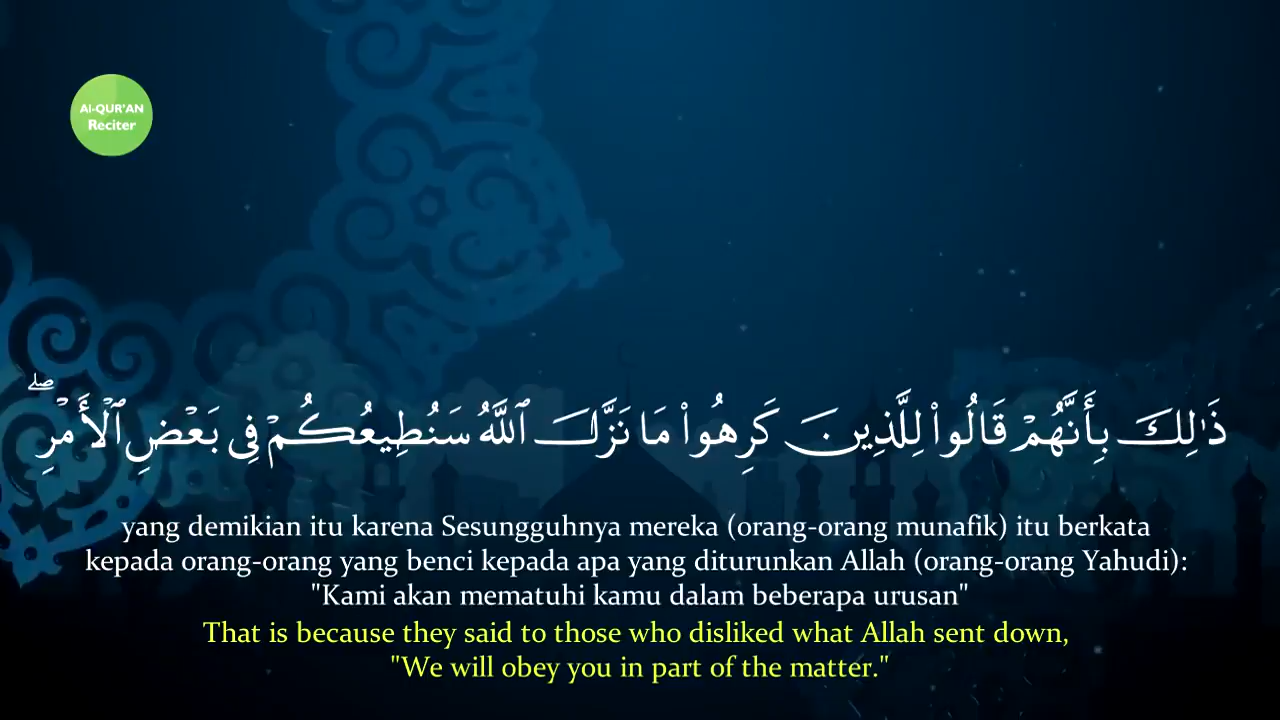 Al-QUR'AN
Reciter
ذَٰلِكَ بِأَنَّهُمْ قَالُوا۟ لِلَّذِينَ كَرِهُوا۟ مَا نَزَّلَ ٱللَّهُ سَنُطِيعُكُمْ فِى بَعْضِ ٱلْأَمْرِ ۖ
yang demikian itu karena Sesungguhnya mereka (orang-orang munafik) itu berkata
kepada orang-orang yang benci kepada apa yang diturunkan Allah (orang-orang Yahudi):
"Kami akan mematuhi kamu dalam beberapa urusan"
That is because they said to those who disliked what Allah sent down,
"We will obey you in part of the matter."